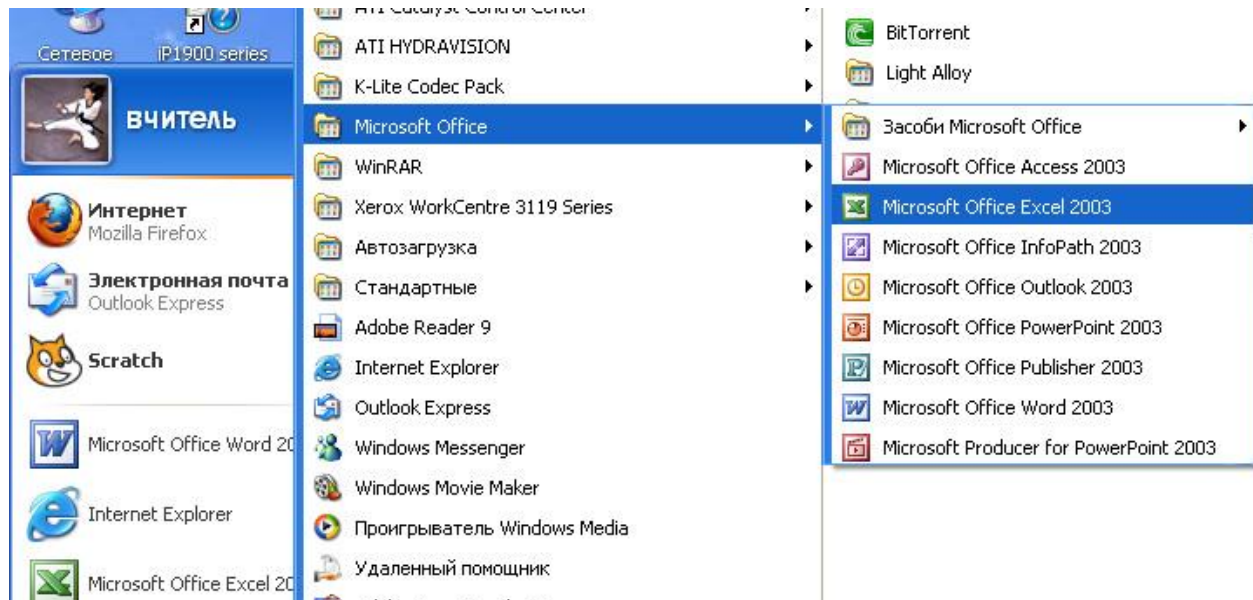 Сетевое
iP1900 series
вчитель
Интернет
Mozilla Firefox
Электронная почта
Outlook Express
Scratch
Microsoft Office Word 20
Internet Explorer
Microsoft Office Excel 20
ATI Catalyst Control Center
ATI HYDRAVISION
K-Lite Codec Pack
Microsoft Office
WinRAR
Xerox WorkCentre 3119 Series
Автозагрузка
Стандартные
Adobe Reader 9
Internet Explorer
Outlook Express
Windows Messenger
Windows Movie Maker
Проигрыватель Windows Media
Удаленный помощник
BitTorrent
Light Alloy
Засоби Microsoft Office
Microsoft Office Access 2003
Microsoft Office Excel 2003
Microsoft Office InfoPath 2003
Microsoft Office Outlook 2003
Microsoft Office PowerPoint 2003
Microsoft Office Publisher 2003
Microsoft Office Word 2003
Microsoft Producer for PowerPoint 2003